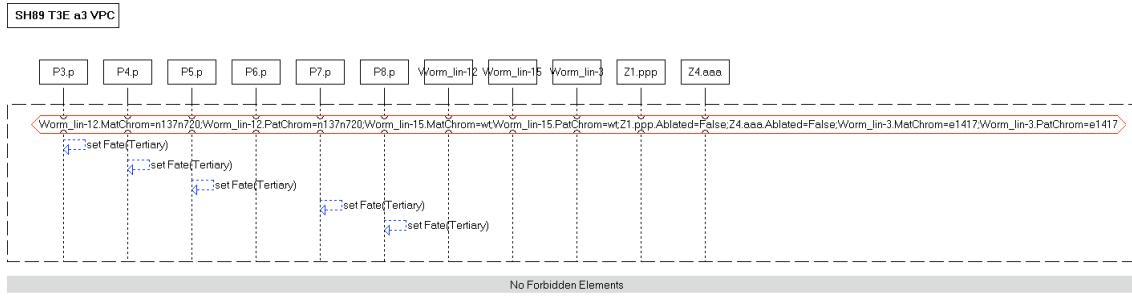 SH89 T3E a3 VPC
P3.p P4.p P5.p P6.p P7.p P8.p Worm_lin-12 Worm_lin-15 Worm_lin-3 Z1.ppp Z4.aaa
Worm_lin-12.MatChrom=n137n720;Worm_lin-12.PatChrom=n137n720;Worm_lin-15.MatChrom=wt;Worm_lin-15.PatChrom=wt;Z1.ppp.Ablated=False;Z4.aaa.Ablated=False;Worm_lin-3.MatChrom=e1417;Worm_lin-3.PatChrom=e1417
set Fate(Tertiary)
set Fate(Tertiary)
set Fate(Tertiary)
set Fate(Tertiary)
set Fate(Tertiary)
No Forbidden Elements